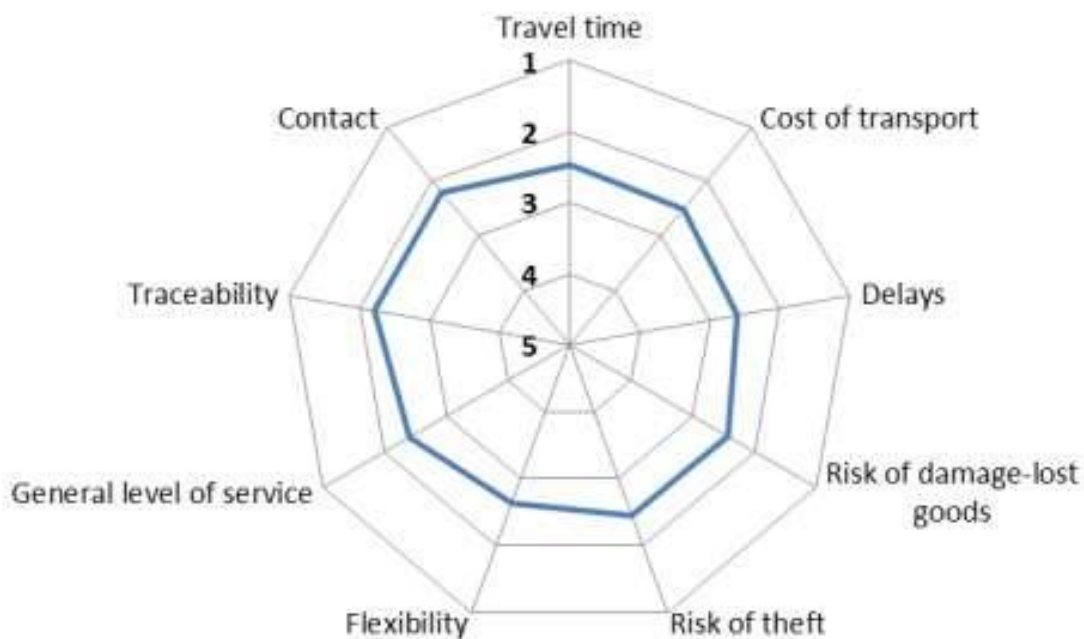 Travel time
1
Contact
Cost of transport
2
3
4
Traceability
Delays
5
General level of service
Risk of damage-lost
goods
Flexibility
Risk of theft